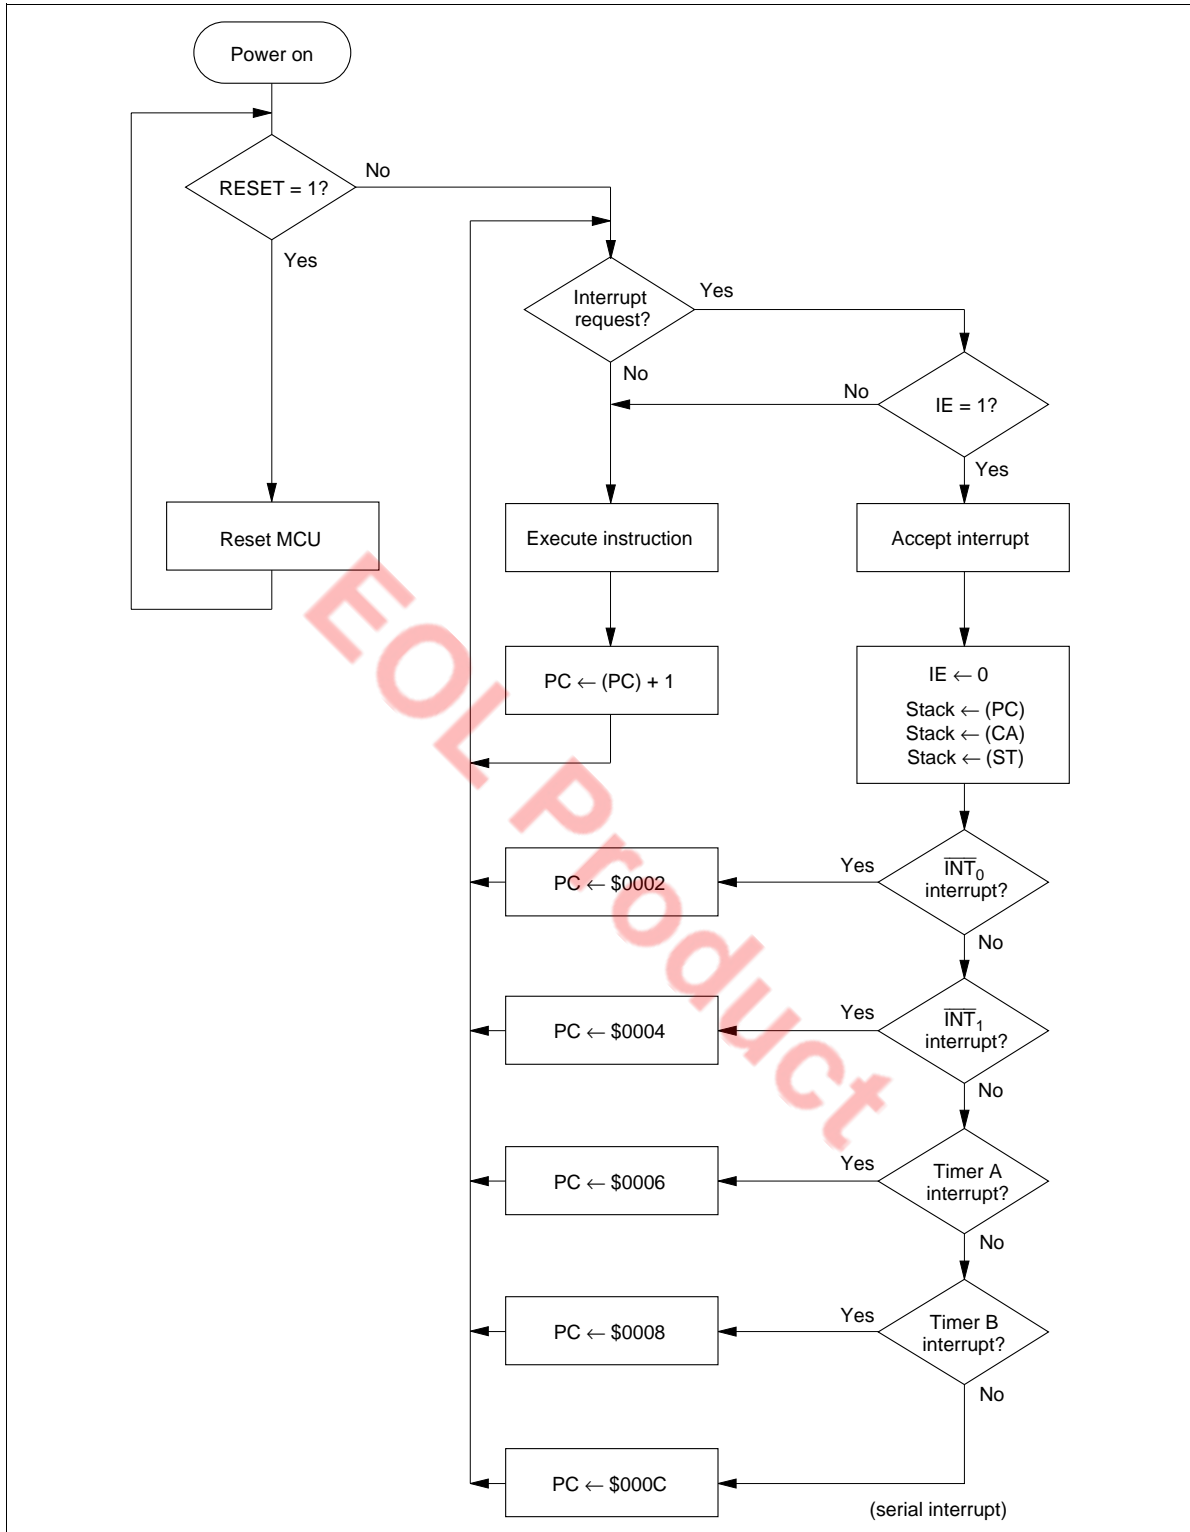 Power on
RESET = 1?
No
Yes
Interrupt
request?
Yes
No
IE = 1?
No
Yes
Reset MCU
Execute instruction
Accept interrupt
PC ← (PC) + 1
IE ← 0
Stack ← (PC)
Stack ← (CA)
Stack ← (ST)
PC ← $0002
Yes
I̅N̅T̅₀
interrupt?
No
PC ← $0004
Yes
I̅N̅T̅₁
interrupt?
No
PC ← $0006
Yes
Timer A
interrupt?
No
PC ← $0008
Yes
Timer B
interrupt?
No
PC ← $000C
(serial interrupt)
EOL Product